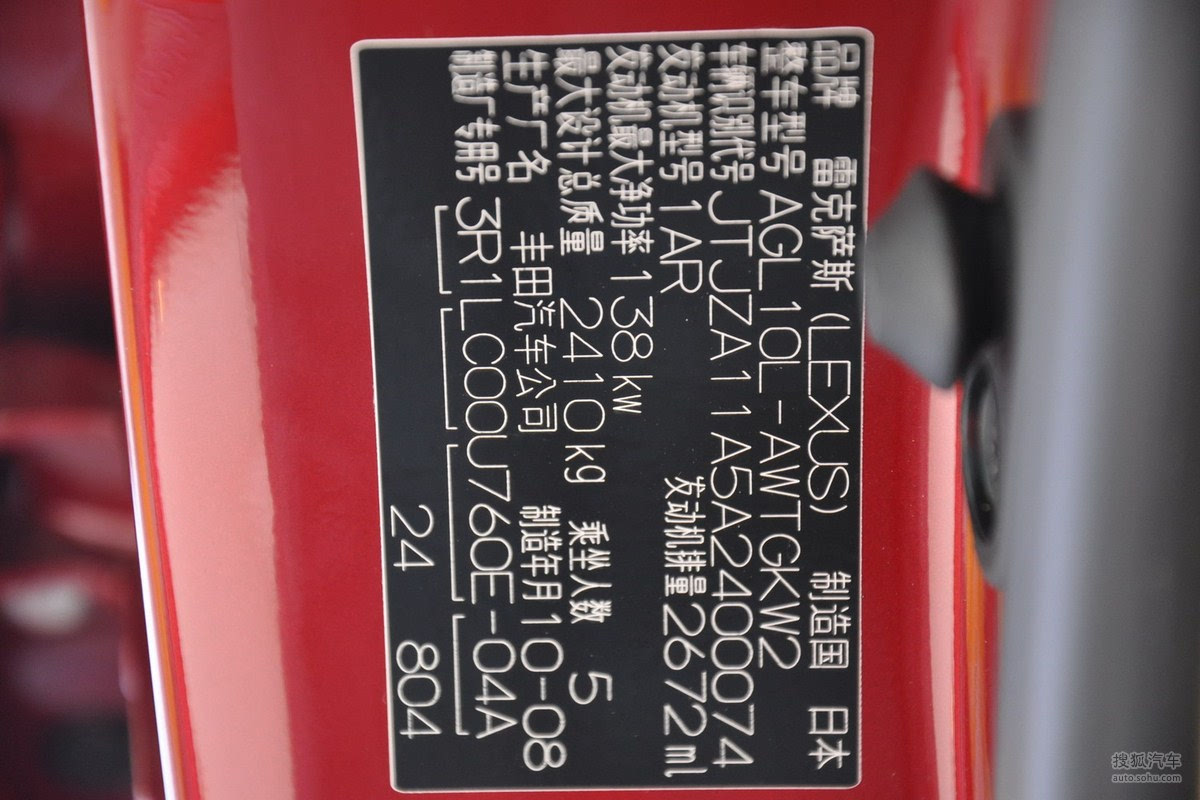 品牌 雷克萨斯(LEXUS) 制造国 日本
整车型号 AGL10L-AWTGKW2
车辆识别代号 JTJZA11A5A2400074
发动机型号 1AR 发动机排量 2672ml
发动机最大净功率 138kw
最大设计总质量 2410kg 乘坐人数 5
生产厂名 丰田汽车公司 制造年月 10-08
制造厂专用号 3R1LC00U760E-04A
24 804
搜狐汽车
auto.sohu.com